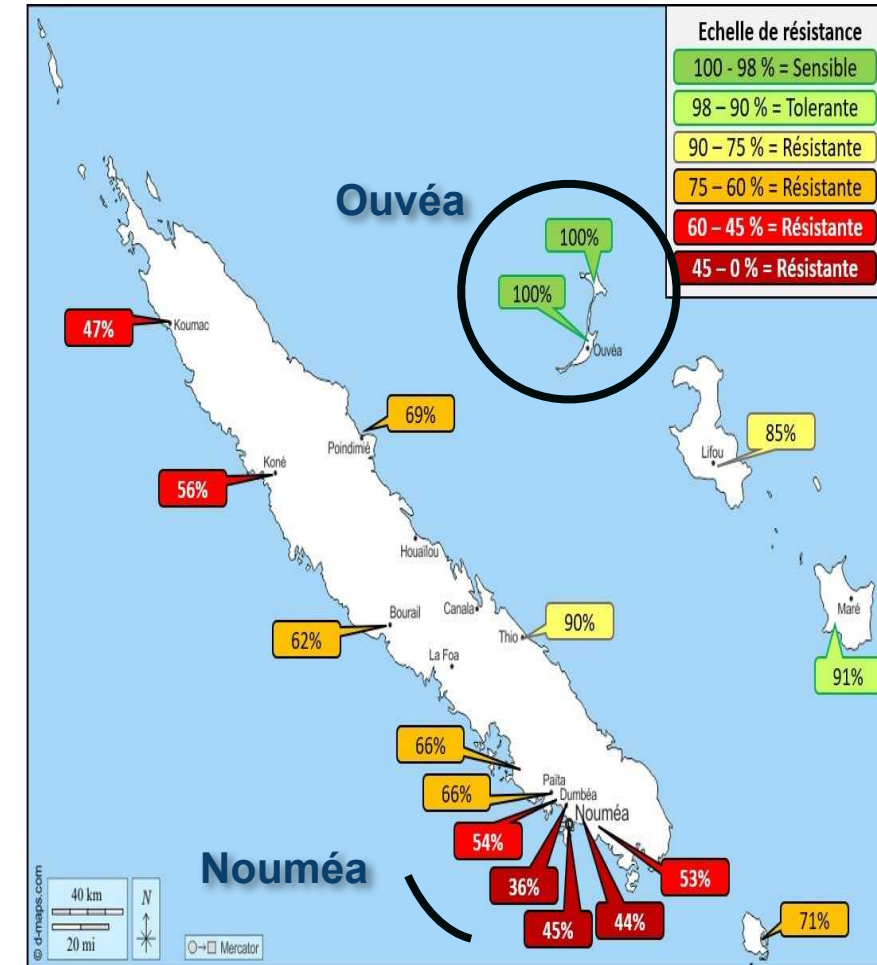 Echelle de résistance
100 - 98 % = Sensible
98 – 90 % = Tolerante
90 – 75 % = Résistante
75 – 60 % = Résistante
60 – 45 % = Résistante
45 – 0 % = Résistante
Ouvéa
100%
100%
Ouvéa
47%
Koumac
69%
Poindimié
85%
Lifou
Koné
56%
Houaïlou
Maré
Bourail
Canala
90%
62%
Thio
La Foa
91%
66%
Païta
66%
Dumbéa
Nouméa
54%
Nouméa
36%
53%
45%
44%
71%
40 km
20 mi
N
Mercator
© d-maps.com